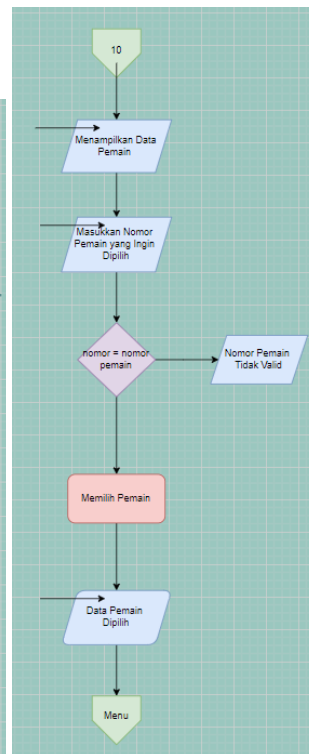 10
Menampilkan Data
Pemain
Masukkan Nomor
Pemain yang Ingin
Dipilih
nomor = nomor
pemain
Nomor Pemain
Tidak Valid
Memilih Pemain
Data Pemain
Dipilih
Menu